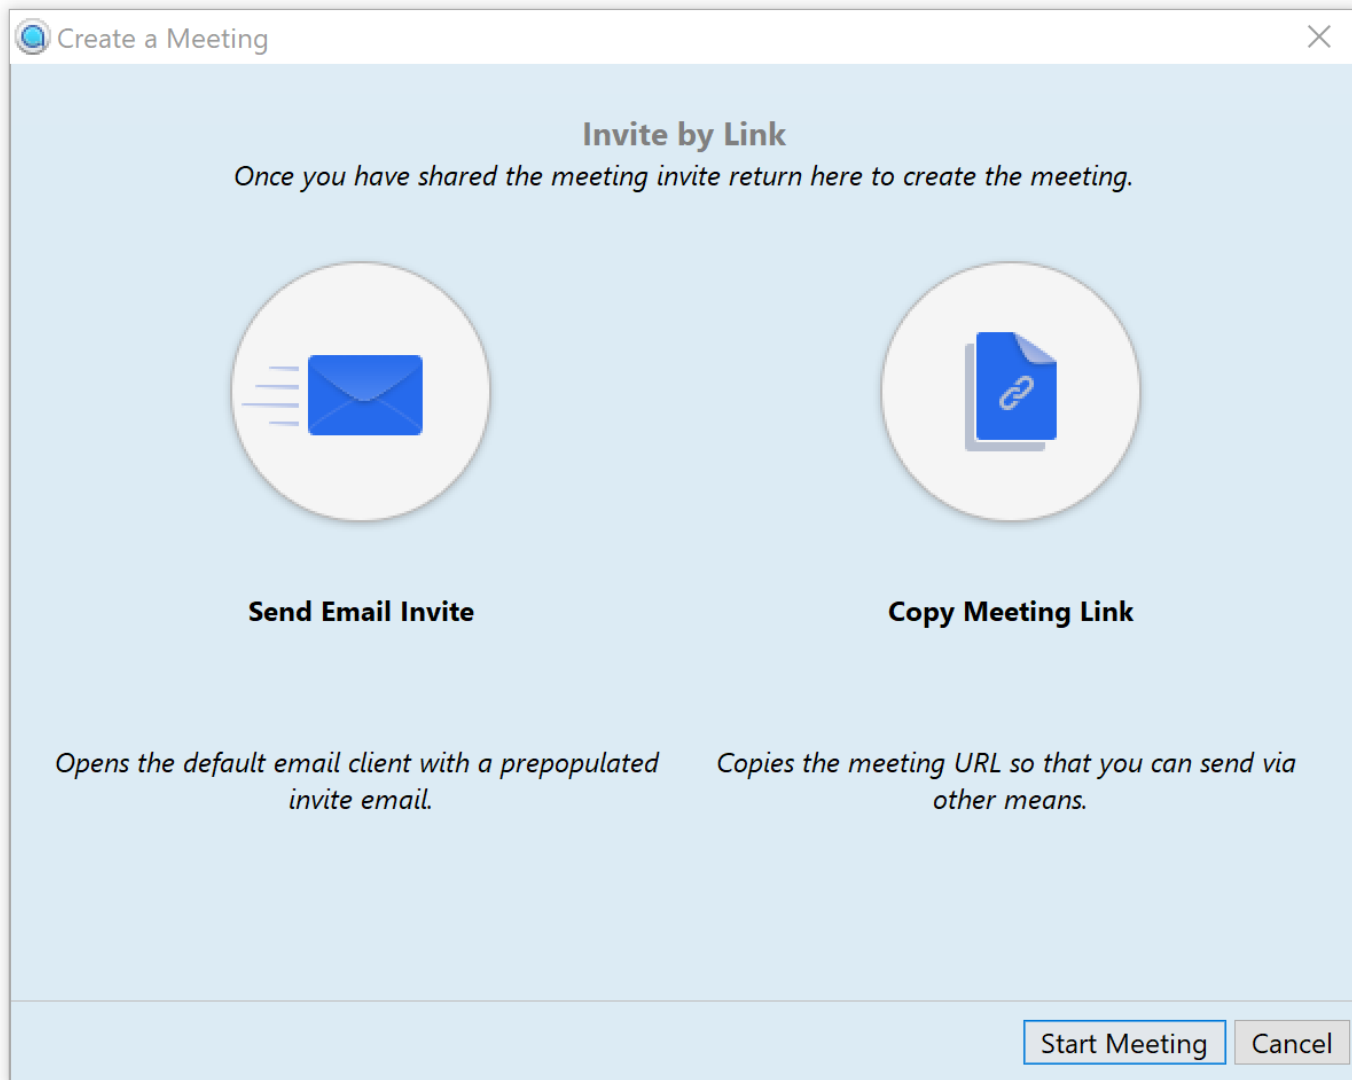 Create a Meeting
Invite by Link
Once you have shared the meeting invite return here to create the meeting.
Send Email Invite
Copy Meeting Link
Opens the default email client with a prepopulated
invite email.
Copies the meeting URL so that you can send via
other means.
Start Meeting
Cancel